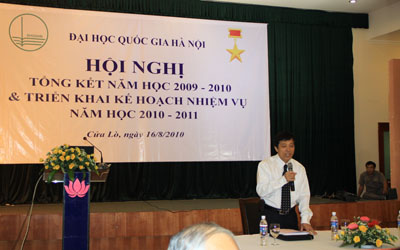 ĐẠI HỌC QUỐC GIA HÀ NỘI
HỘI NGHỊ
TỔNG KẾT NĂM HỌC 2009 - 2010
& TRIỂN KHAI KẾ HOẠCH NHIỆM VỤ
NĂM HỌC 2010 - 2011
Cửa Lò, ngày 16/8/2010